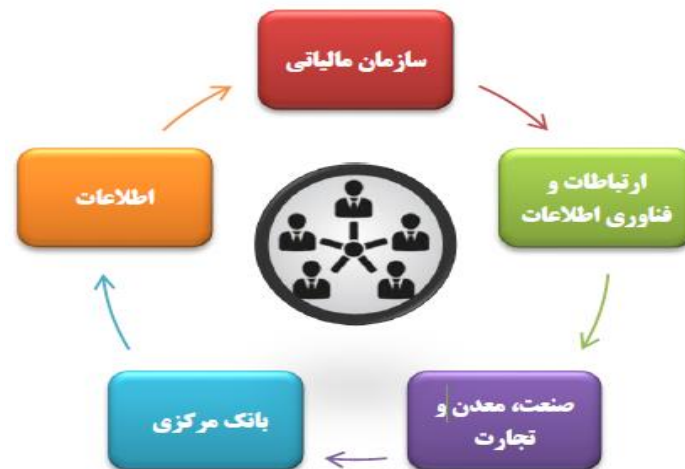 سازمان مالیاتی
ارتباطات و
فناوری اطلاعات
صنعت، معدن و
تجارت
بانک مرکزی
اطلاعات